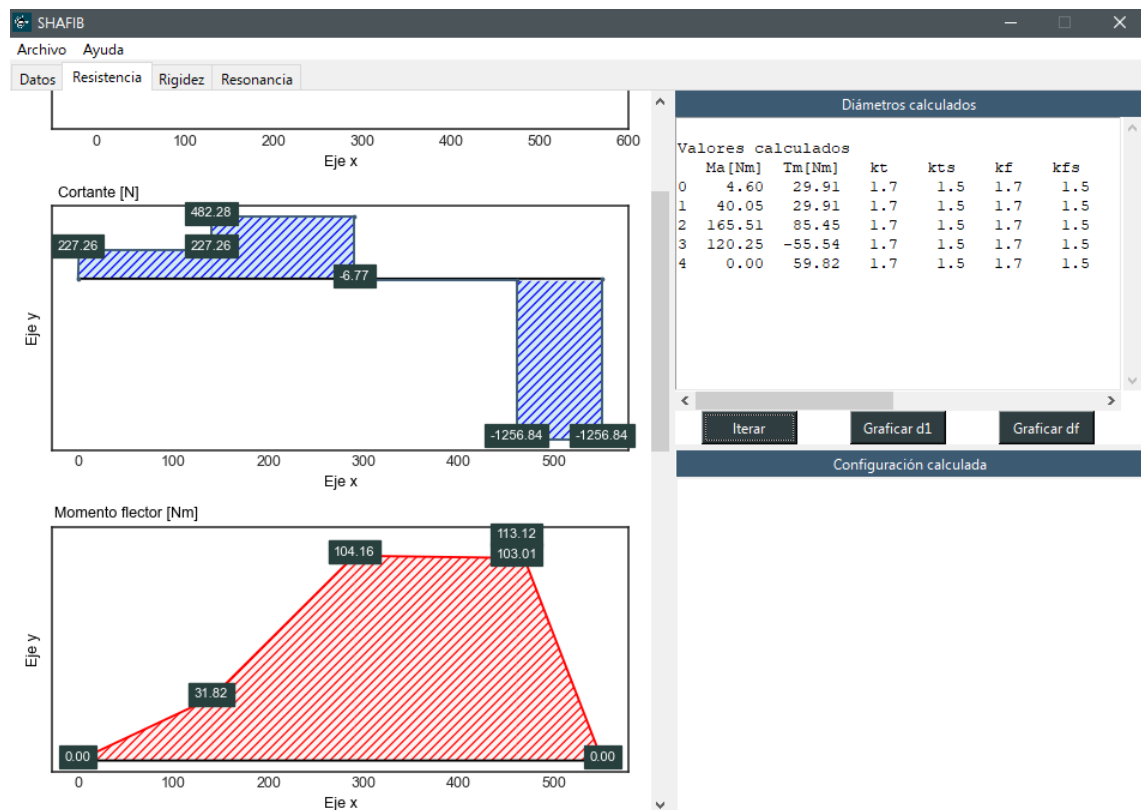 SHAFIB
Archivo Ayuda
Datos Resistencia Rigidez Resonancia
0 100 200 300 400 500 600
Eje x
Cortante [N]
482.28
227.26 227.26
-6.77
-1256.84 -1256.84
Eje y
0 100 200 300 400 500
Eje x
Momento flector [Nm]
113.12
104.16 103.01
31.82
0.00 0.00
Eje y
0 100 200 300 400 500
Eje x
Diámetros calculados
Valores calculados
Ma[Nm] Tm[Nm] kt kts kf kfs
0 4.60 29.91 1.7 1.5 1.7 1.5
1 40.05 29.91 1.7 1.5 1.7 1.5
2 165.51 85.45 1.7 1.5 1.7 1.5
3 120.25 -55.54 1.7 1.5 1.7 1.5
4 0.00 59.82 1.7 1.5 1.7 1.5
Iterar Graficar d1 Graficar df
Configuración calculada